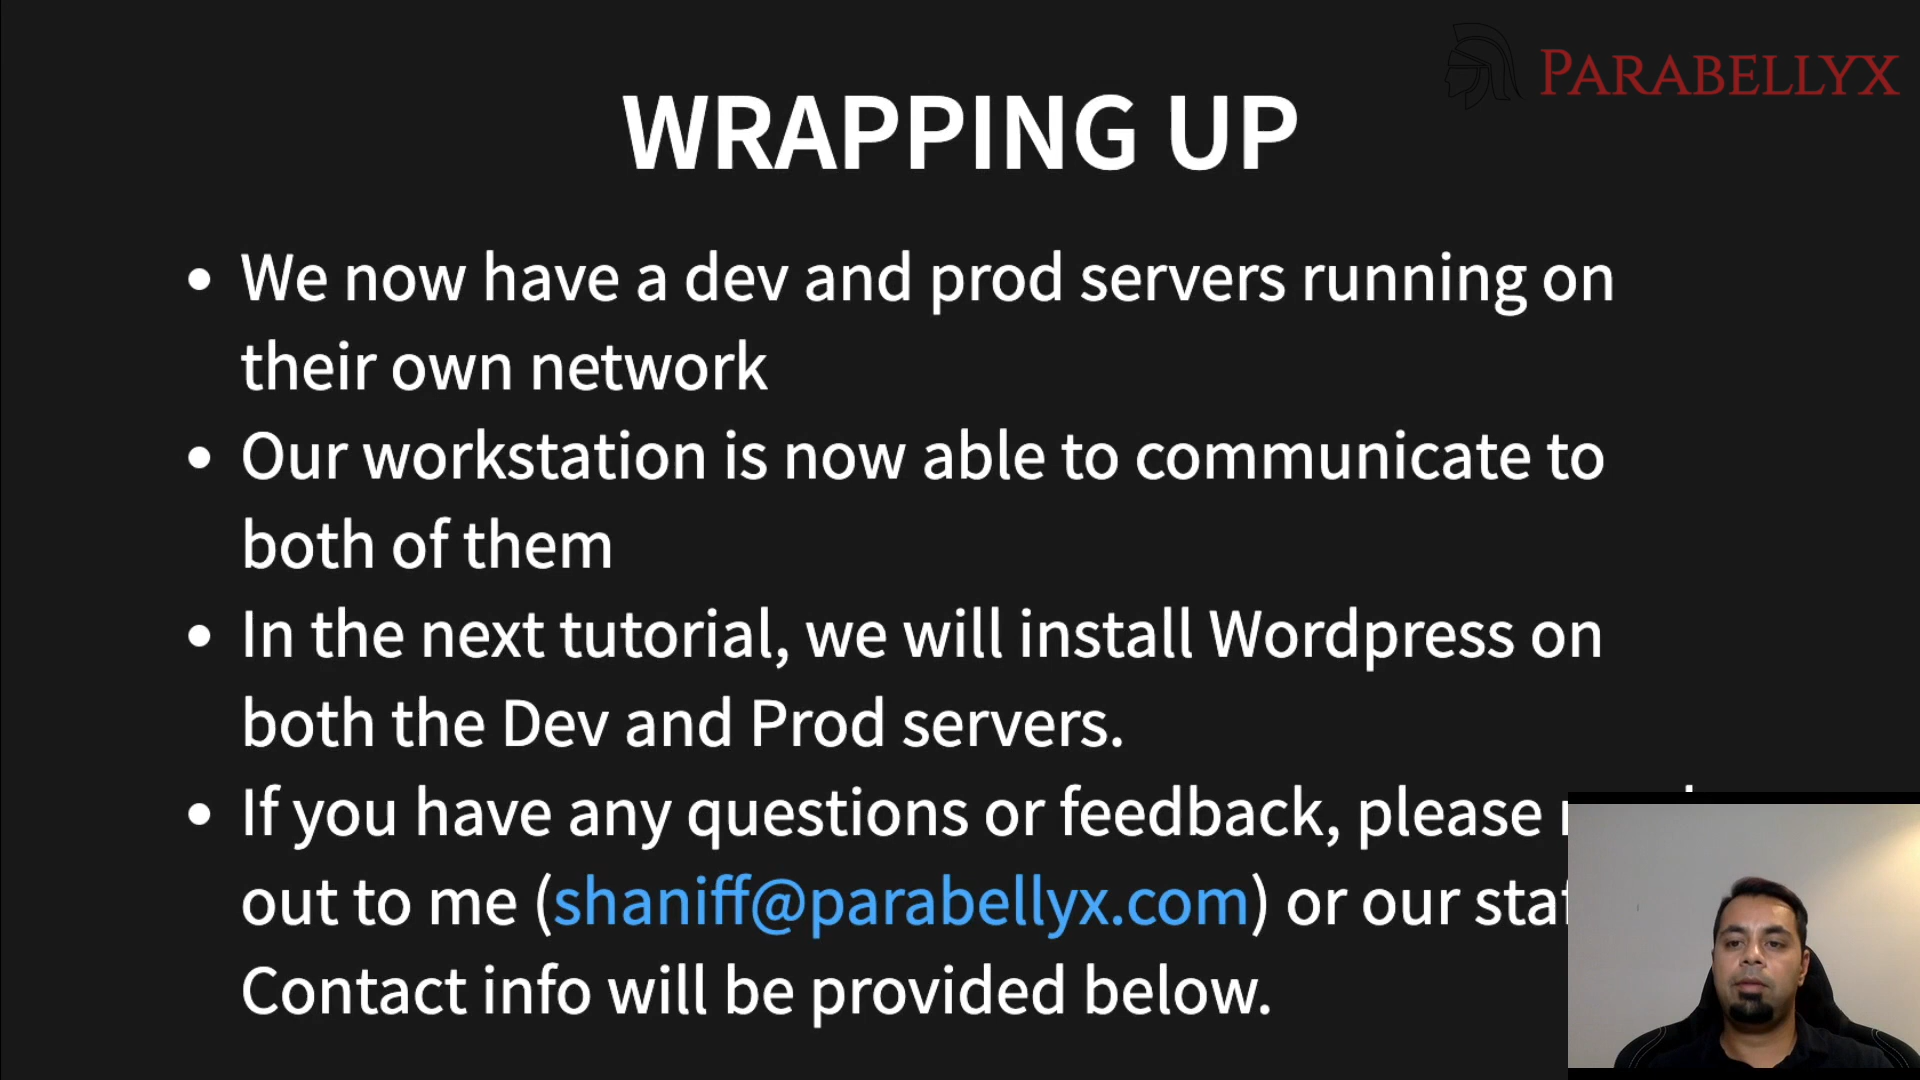 PARABELLYX
WRAPPING UP
We now have a dev and prod servers running on
their own network
Our workstation is now able to communicate to
both of them
In the next tutorial, we will install Wordpress on
both the Dev and Prod servers.
If you have any questions or feedback, please
out to me (shaniff@parabellyx.com) or our
Contact info will be provided below.